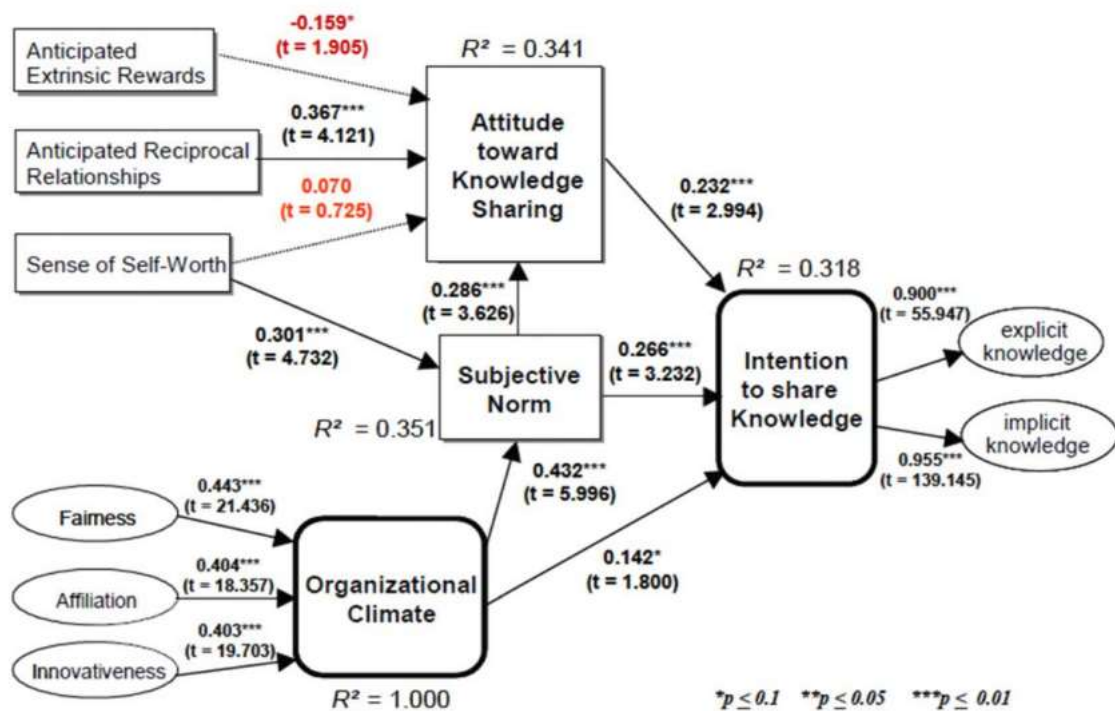 Anticipated
Extrinsic Rewards
-0.159*
(t = 1.905)
R² = 0.341
Anticipated Reciprocal
Relationships
0.367***
(t = 4.121)
Attitude
toward
Knowledge
Sharing
0.070
(t = 0.725)
Sense of Self-Worth
0.232***
(t = 2.994)
R² = 0.318
0.286***
(t = 3.626)
0.301***
(t = 4.732)
Subjective
Norm
R² = 0.351
0.266***
(t = 3.232)
Intention
to share
Knowledge
0.900***
(t = 55.947)
explicit
knowledge
implicit
knowledge
0.955***
(t = 139.145)
0.432***
(t = 5.996)
0.142*
(t = 1.800)
Fairness
0.443***
(t = 21.436)
Affiliation
0.404***
(t = 18.357)
Innovativeness
0.403***
(t = 19.703)
Organizational
Climate
R² = 1.000
*p ≤ 0.1 **p ≤ 0.05 ***p ≤ 0.01